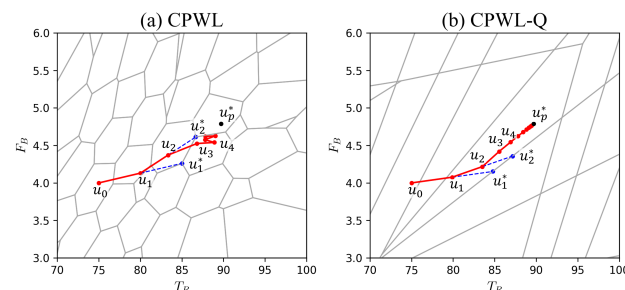 (a) CPWL
6.0
5.5
5.0
4.5
4.0
3.5
3.0
F_B
u_p^*
u_2^*
u_2
u_3
u_4
u_1^*
u_1
u_0
70 75 80 85 90 95 100
T_B
(b) CPWL-Q
6.0
5.5
5.0
4.5
4.0
3.5
3.0
F_B
u_p^*
u_4
u_3
u_2
u_2^*
u_1^*
u_1
u_0
70 75 80 85 90 95 100
T_B